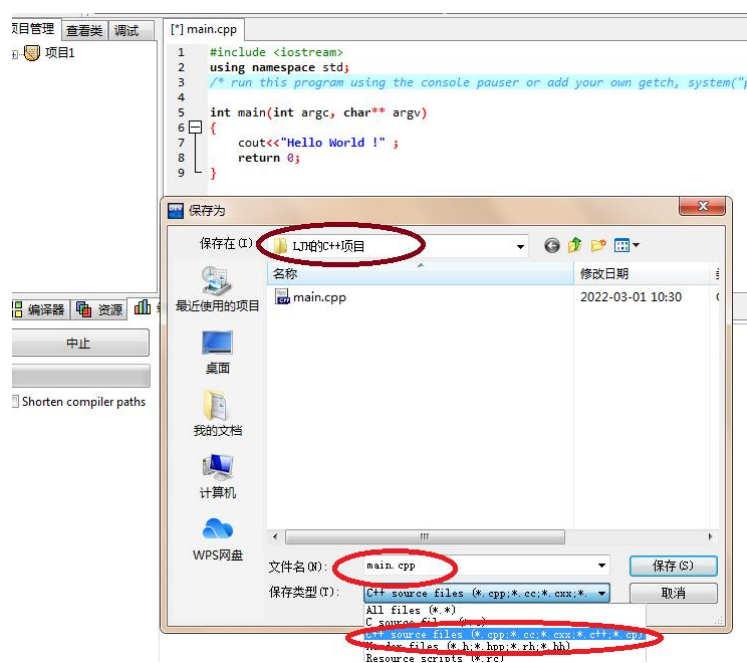 项目管理 查看类 调试
[*] main.cpp
项目1
1 #include <iostream>
2 using namespace std;
3 /* run this program using the console pauser or add your own getch, system("p
4
5 int main(int argc, char** argv)
6 {
7 cout<<"Hello World !" ;
8 return 0;
9 }
保存为
保存在(I):
LJH的C++项目
名称 修改日期
main.cpp 2022-03-01 10:30
最近使用的项目
桌面
我的文档
计算机
WPS网盘
编译器 资源
中止
Shorten compiler paths
文件名(N): main.cpp 保存(S)
保存类型(T): C++ source files (*.cpp;*.cc;*.cxx;*. 取消
All files (*.*)
C source files (*.c)
C++ source files (*.cpp;*.cc;*.cxx;*.c++;*.cp)
Header files (*.h;*.hpp;*.rh;*.hh)
Resource scripts (*.rc)